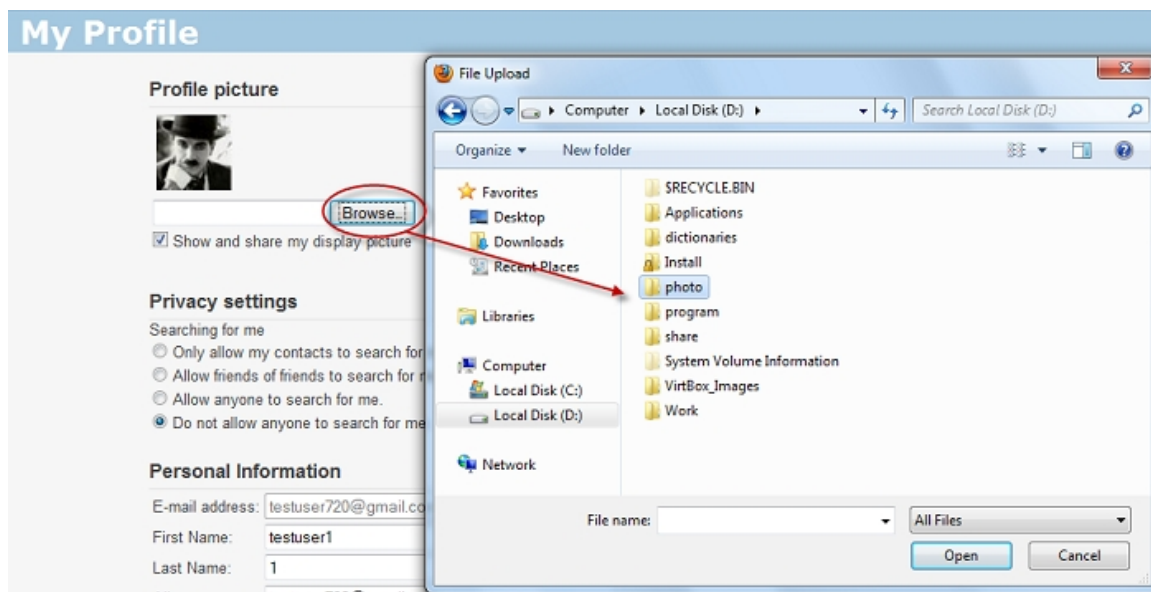 My Profile
Profile picture
Browse...
Show and share my display picture
Privacy settings
Searching for me
Only allow my contacts to search for
Allow friends of friends to search for
Allow anyone to search for me.
Do not allow anyone to search for me
Personal Information
E-mail address: testuser720@gmail.co
First Name: testuser1
Last Name: 1
File Upload
Computer Local Disk (D:)
Search Local Disk (D:)
Organize New folder
Favorites
Desktop
Downloads
Recent Places
Libraries
Computer
Local Disk (C:)
Local Disk (D:)
Network
$RECYCLE.BIN
Applications
dictionaries
Install
photo
program
share
System Volume Information
VirtBox_Images
Work
File name:
All Files
Open Cancel